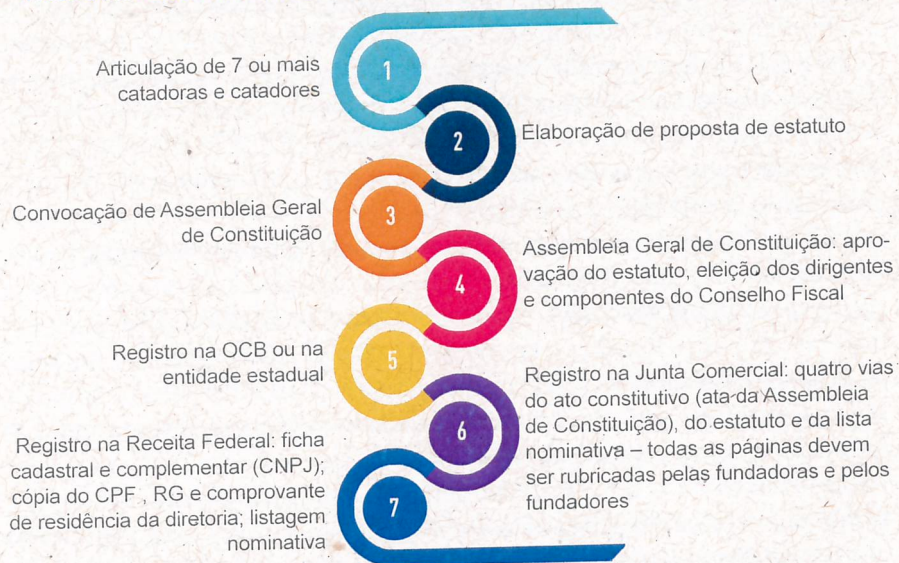 1
Articulação de 7 ou mais
catadoras e catadores
2
Elaboração de proposta de estatuto
3
Convocação de Assembleia Geral
de Constituição
4
Assembleia Geral de Constituição: apro-
vação do estatuto, eleição dos dirigentes
e componentes do Conselho Fiscal
5
Registro na OCB ou na
entidade estadual
6
Registro na Junta Comercial: quatro vias
do ato constitutivo (ata da Assembleia
de Constituição), do estatuto e da lista
nominativa – todas as páginas devem
ser rubricadas pelas fundadoras e pelos
fundadores
7
Registro na Receita Federal: ficha
cadastral e complementar (CNPJ);
cópia do CPF , RG e comprovante
de residência da diretoria; listagem
nominativa